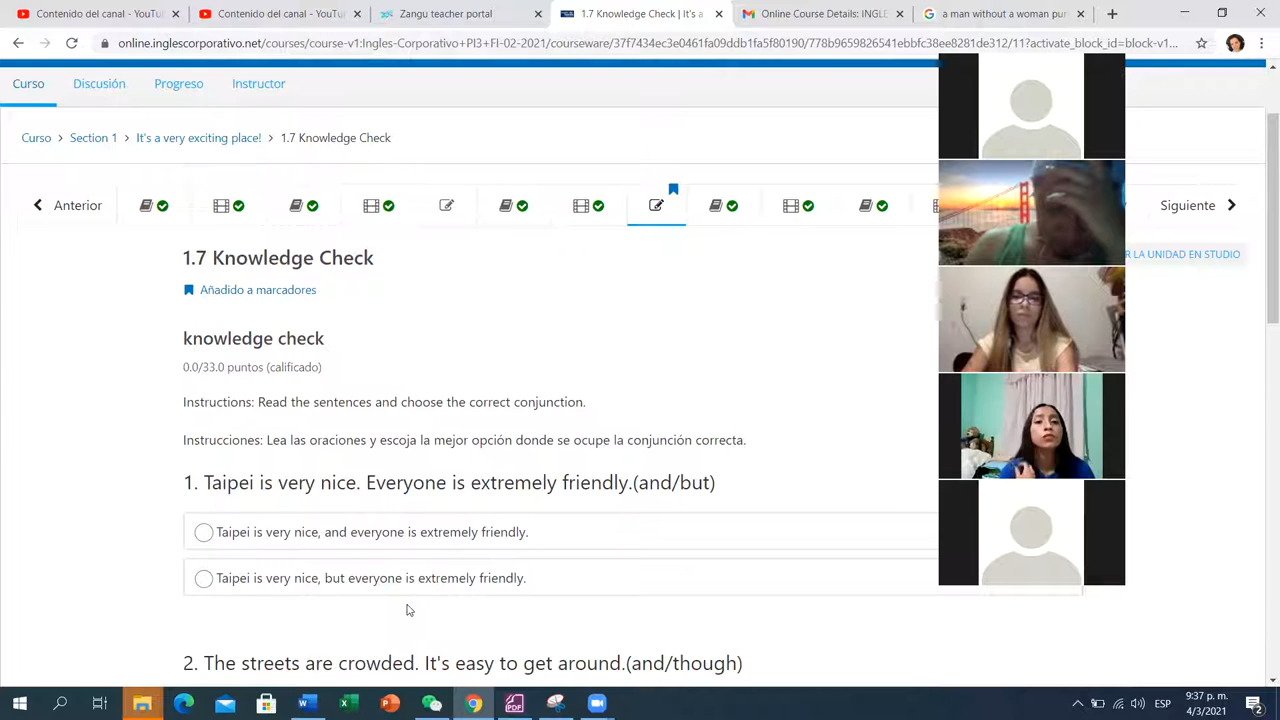 Contenido del canal - YouTu
Contenido del canal - YouTu
Zangu teacher portal
1.7 Knowledge Check | It's a
Online Course Details: INGLE
a man without a woman pun
online.inglescorporativo.net/courses/course-v1:Ingles-Corporativo+PI3+FI-02-2021/courseware/37f7434ec3e0461fa09ddb1fa5f80190/778b9659826541ebbfc38ee8281de312/11?activate_block_id=block-v1...
Curso Discusión Progreso Instructor
Curso > Section 1 > It's a very exciting place! > 1.7 Knowledge Check
Anterior
Siguiente
R LA UNIDAD EN STUDIO
1.7 Knowledge Check
Añadido a marcadores
knowledge check
0.0/33.0 puntos (calificado)
Instructions: Read the sentences and choose the correct conjunction.
Instrucciones: Lea las oraciones y escoja la mejor opción donde se ocupe la conjunción correcta.
1. Taipei is very nice. Everyone is extremely friendly.(and/but)
Taipei is very nice, and everyone is extremely friendly.
Taipei is very nice, but everyone is extremely friendly.
2. The streets are crowded. It's easy to get around.(and/though)
ESP
9:37 p. m.
4/3/2021
2